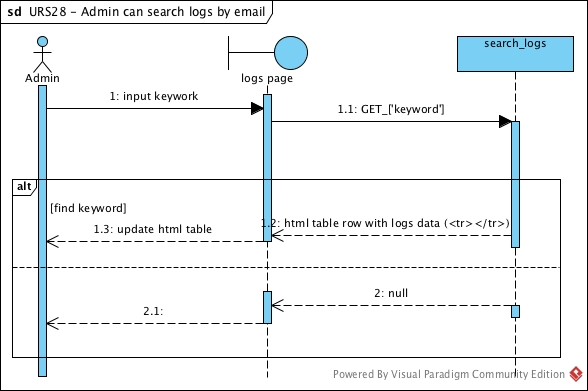 sd URS28 - Admin can search logs by email
search_logs
Admin
logs page
1: input keywork
1.1: GET_['keyword']
alt
[find keyword]
1.2: html table row with logs data (<tr></tr>)
1.3: update html table
2: null
2.1:
Powered By Visual Paradigm Community Edition